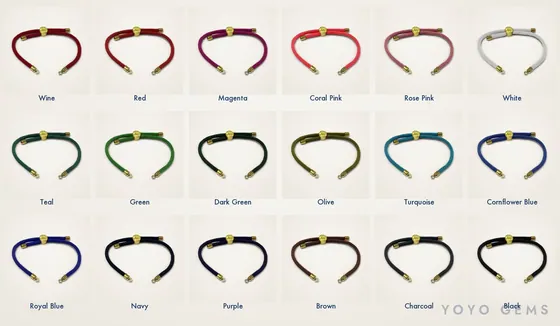 Wine Red Magenta Coral Pink Rose Pink White
Teal Green Dark Green Olive Turquoise Cornflower Blue
Royal Blue Navy Purple Brown Charcoal Black
YOYO GEMS